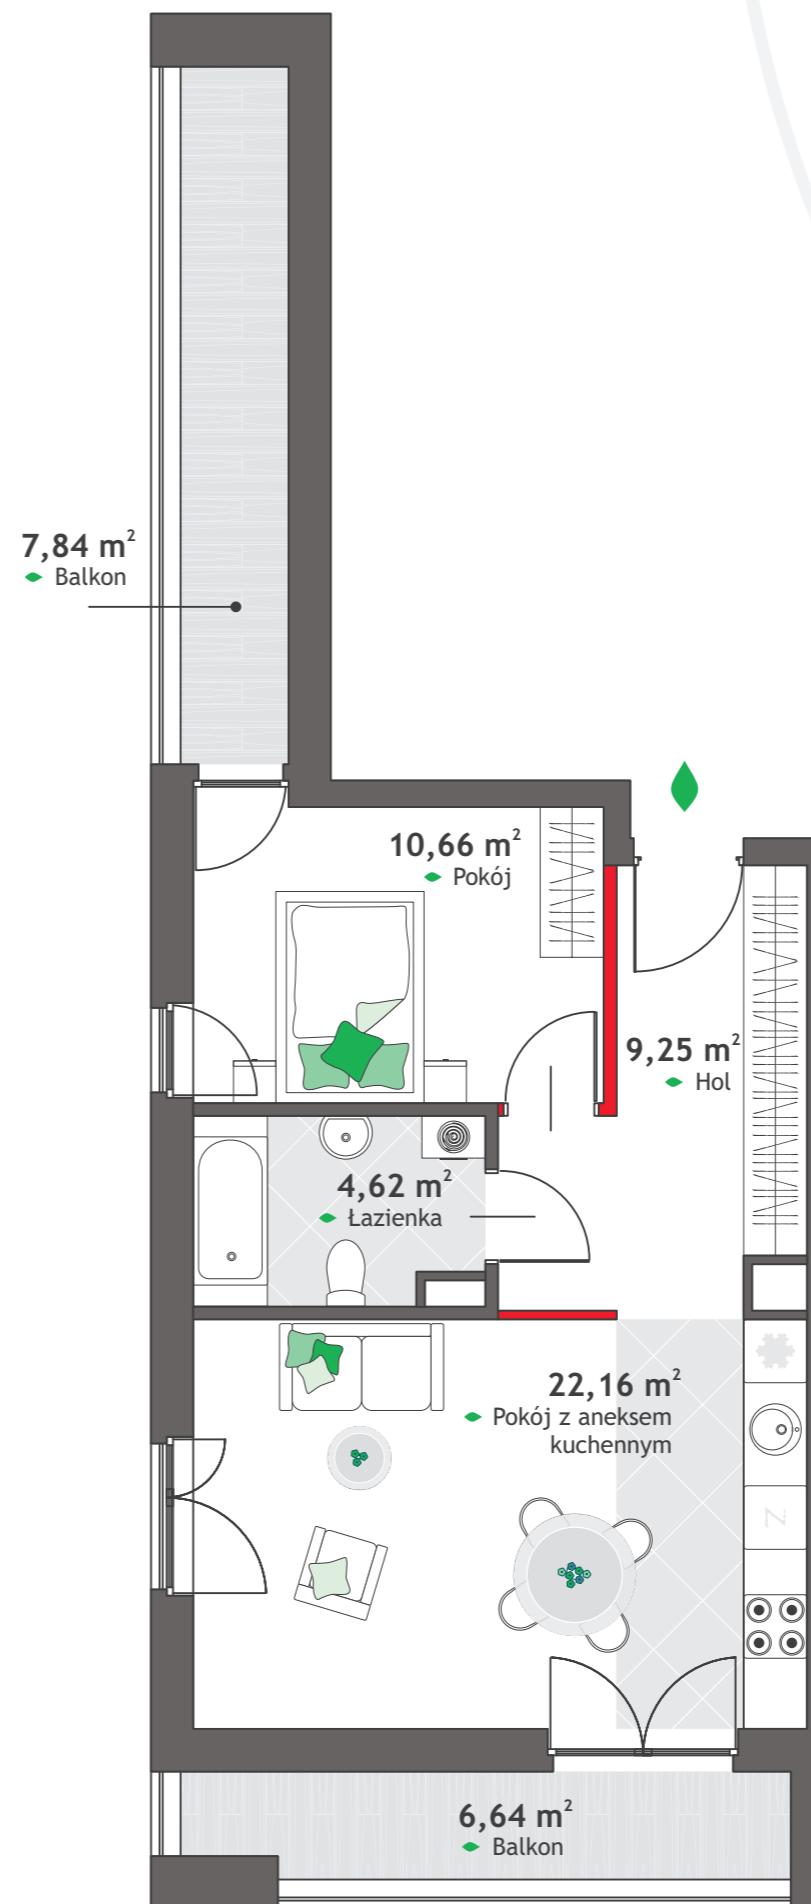 7,84 m²
Balkon
10,66 m²
Pokój
9,25 m²
Hol
4,62 m²
Łazienka
22,16 m²
Pokój z aneksem
kuchennym
Z
6,64 m²
Balkon